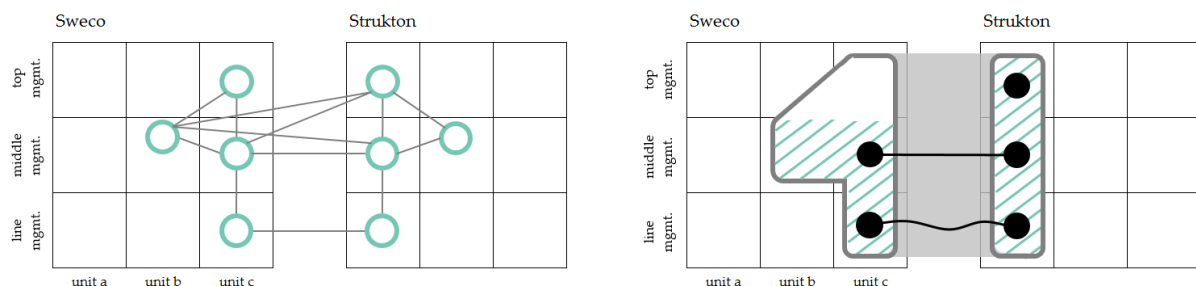 Sweco
Strukton
top
mgmt.
middle
mgmt.
line
mgmt.
unit a
unit b
unit c
Sweco
Strukton
top
mgmt.
middle
mgmt.
line
mgmt.
unit a
unit b
unit c